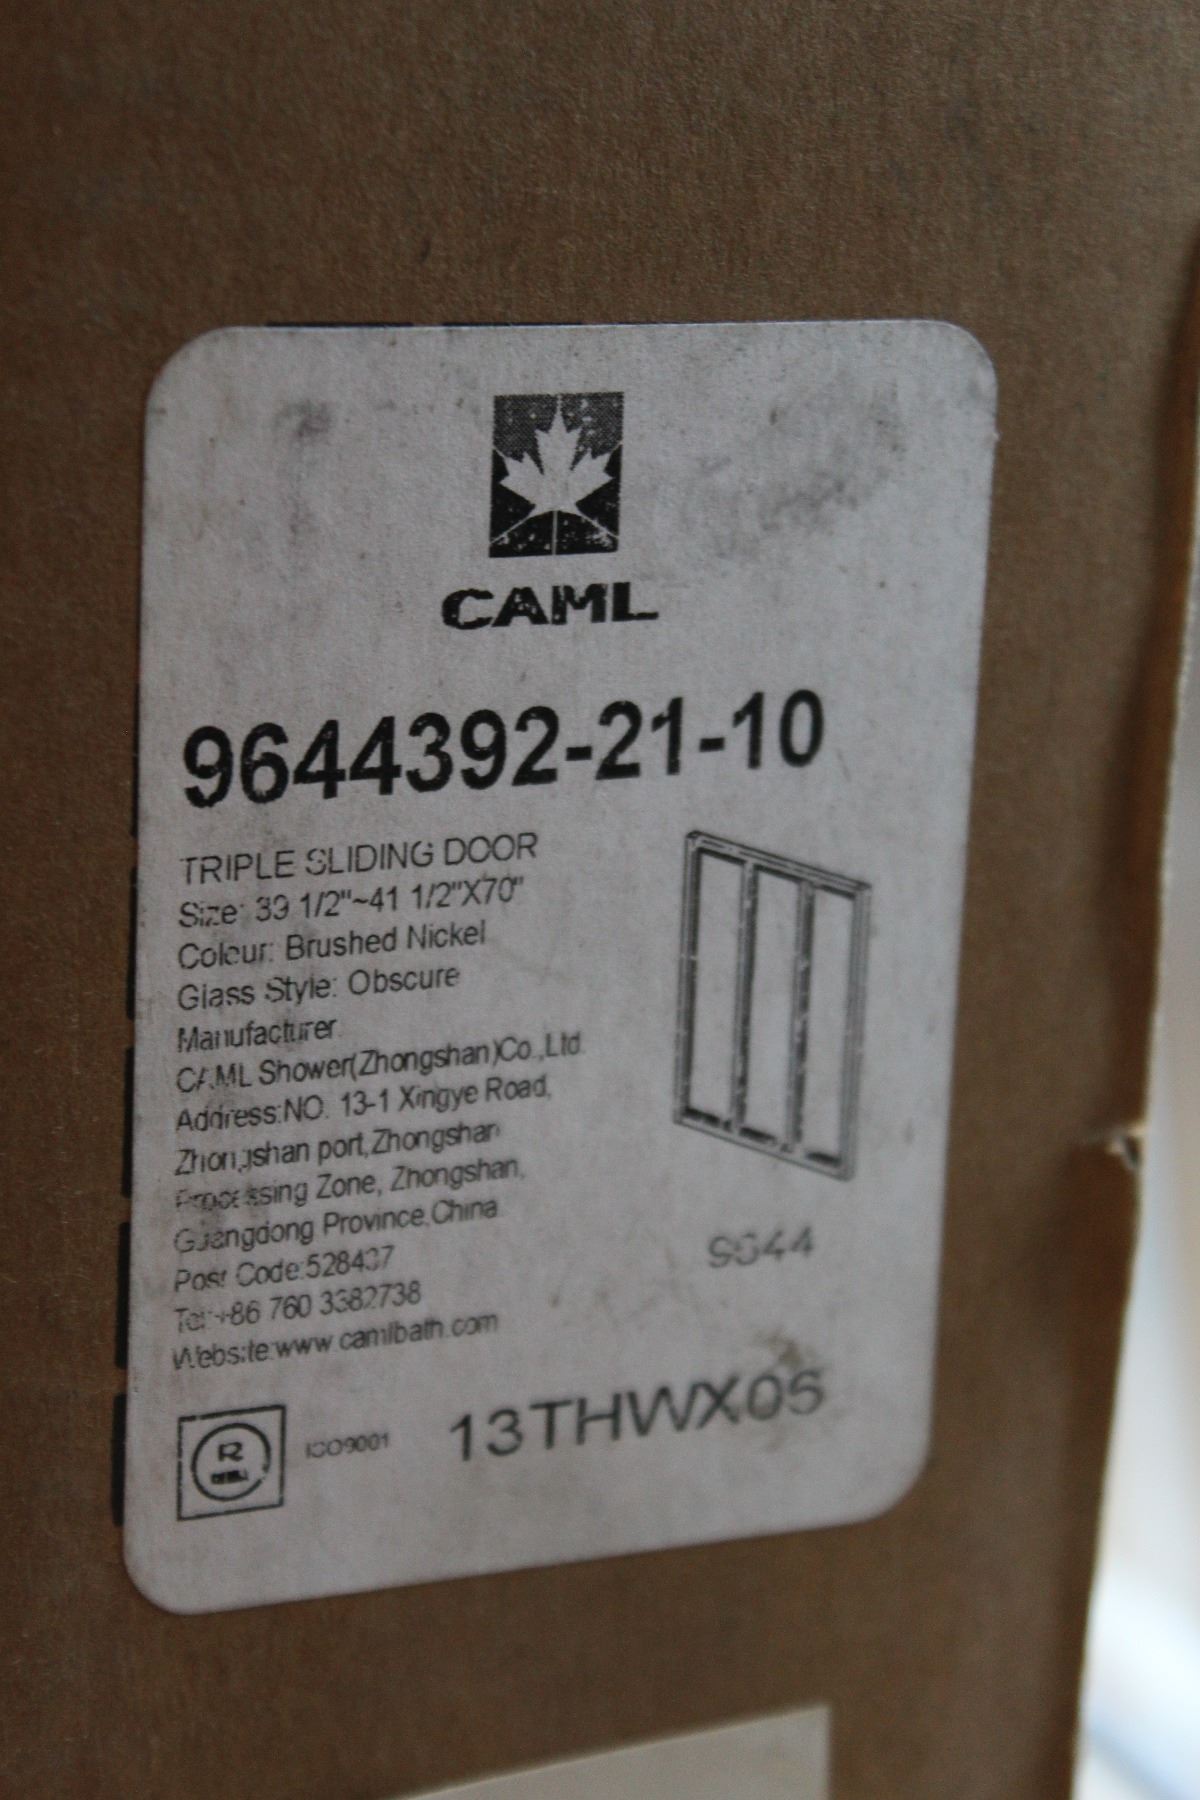 CAML
9644392-21-10
TRIPLE SLIDING DOOR
Size: 39 1/2"~41 1/2"X70"
Colour: Brushed Nickel
Glass Style: Obscure
Manufacturer:
CAML Shower(Zhongshan)Co.,Ltd.
Address:NO. 13-1 Xingye Road,
Zhongshan port,Zhongshan
Processing Zone, Zhongshan,
Guangdong Province,China
Post Code:528437
Tel:+86 760 3382738
Website:www.camlbath.com
9644
R
ISO9001
13THWX06